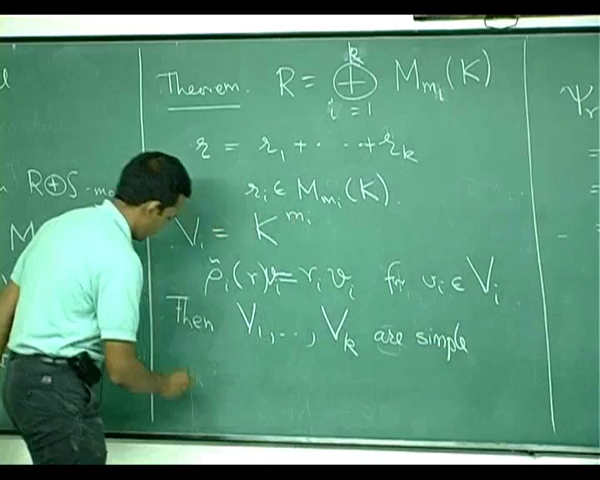 n R⊕S-mo
M
Theorem. R = ⊕_{i=1}^{k} M_{m_i}(K)
r = r_1 + ····· + r_k
r_i ∈ M_{m_i}(K).
V_i = K^{m_i}
ρ̃_i(r)v_i = r_i v_i for v_i ∈ V_i
Then V_1, .., V_k are simple
ψ_r
=
=